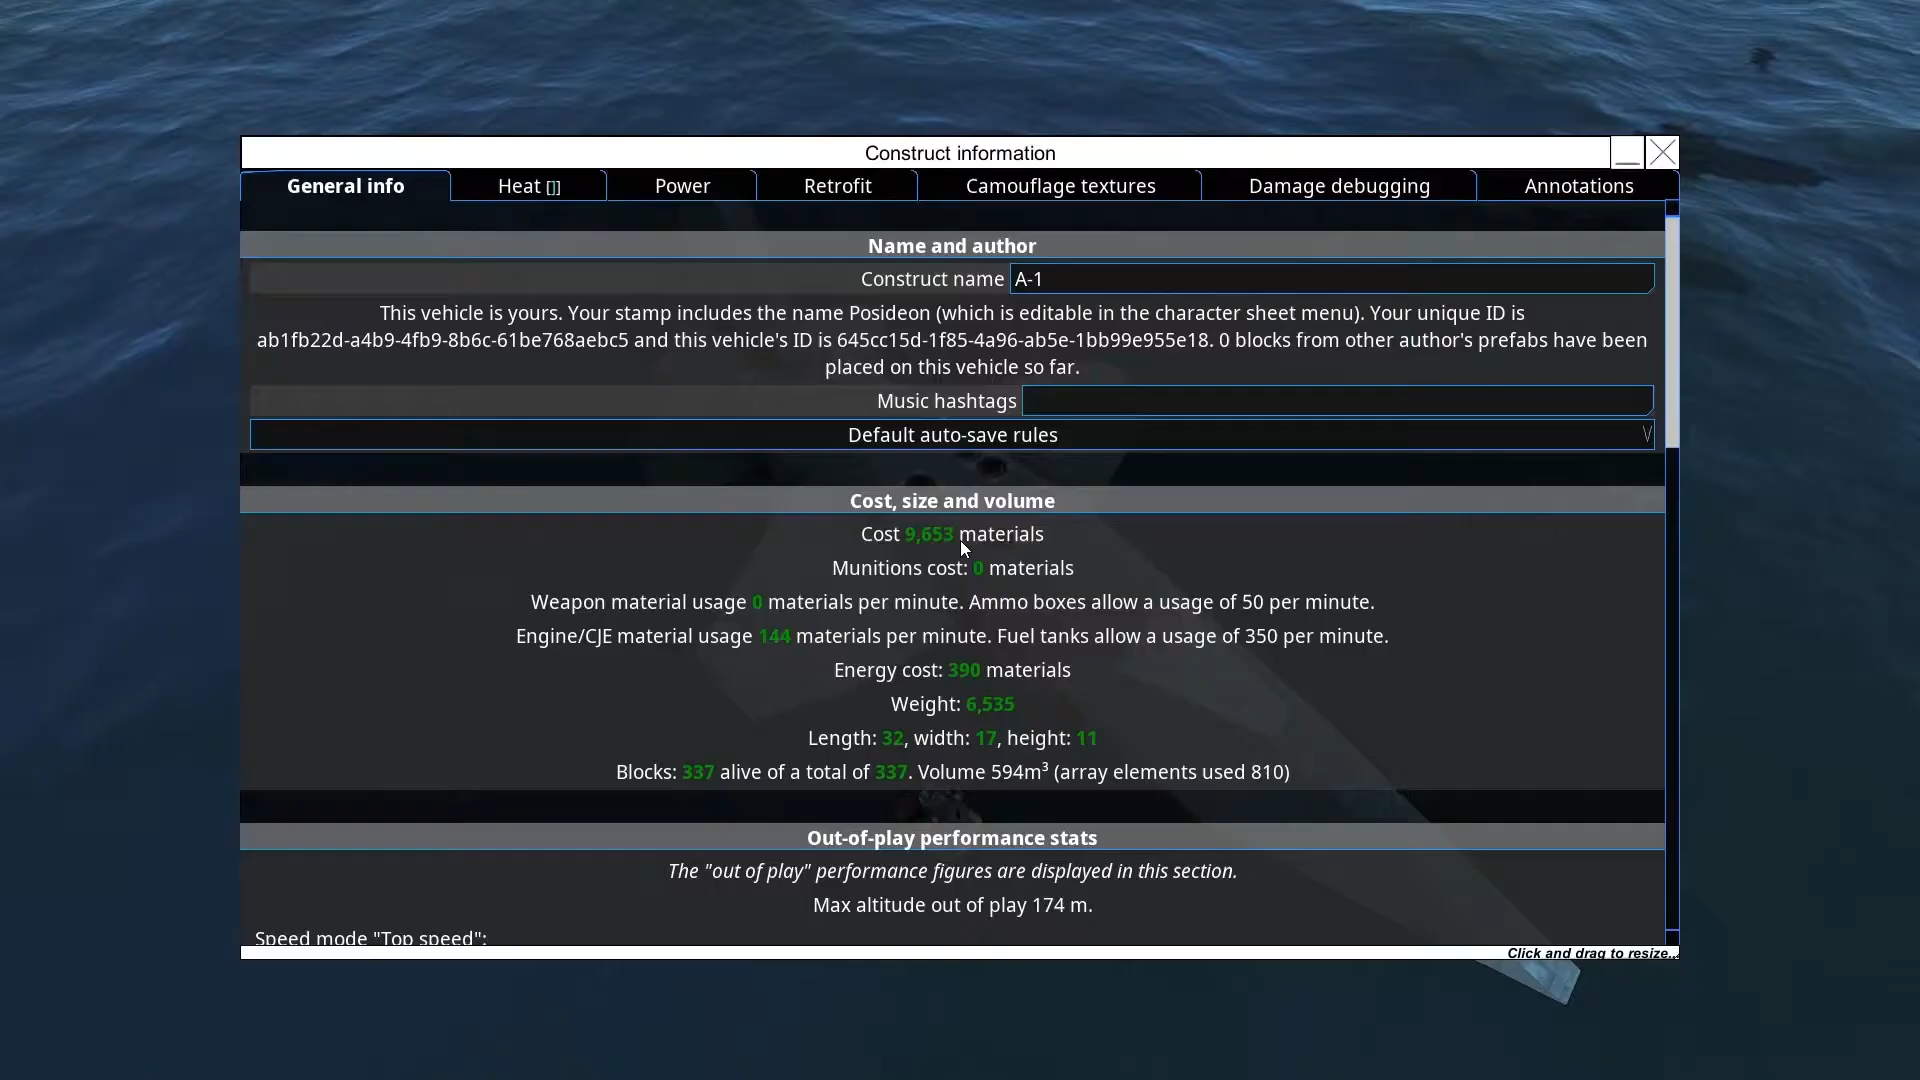 Construct information
General info
Heat []
Power
Retrofit
Camouflage textures
Damage debugging
Annotations
Name and author
Construct name A-1
This vehicle is yours. Your stamp includes the name Posideon (which is editable in the character sheet menu). Your unique ID is
ab1fb22d-a4b9-4fb9-8b6c-61be768aebc5 and this vehicle's ID is 645cc15d-1f85-4a96-ab5e-1bb99e955e18. 0 blocks from other author's prefabs have been
placed on this vehicle so far.
Music hashtags
Default auto-save rules
Cost, size and volume
Cost 9,653 materials
Munitions cost: 0 materials
Weapon material usage 0 materials per minute. Ammo boxes allow a usage of 50 per minute.
Engine/CJE material usage 144 materials per minute. Fuel tanks allow a usage of 350 per minute.
Energy cost: 390 materials
Weight: 6,535
Length: 32, width: 17, height: 11
Blocks: 337 alive of a total of 337. Volume 594m³ (array elements used 810)
Out-of-play performance stats
The "out of play" performance figures are displayed in this section.
Max altitude out of play 174 m.
Speed mode "Top speed":
Click and drag to resize...